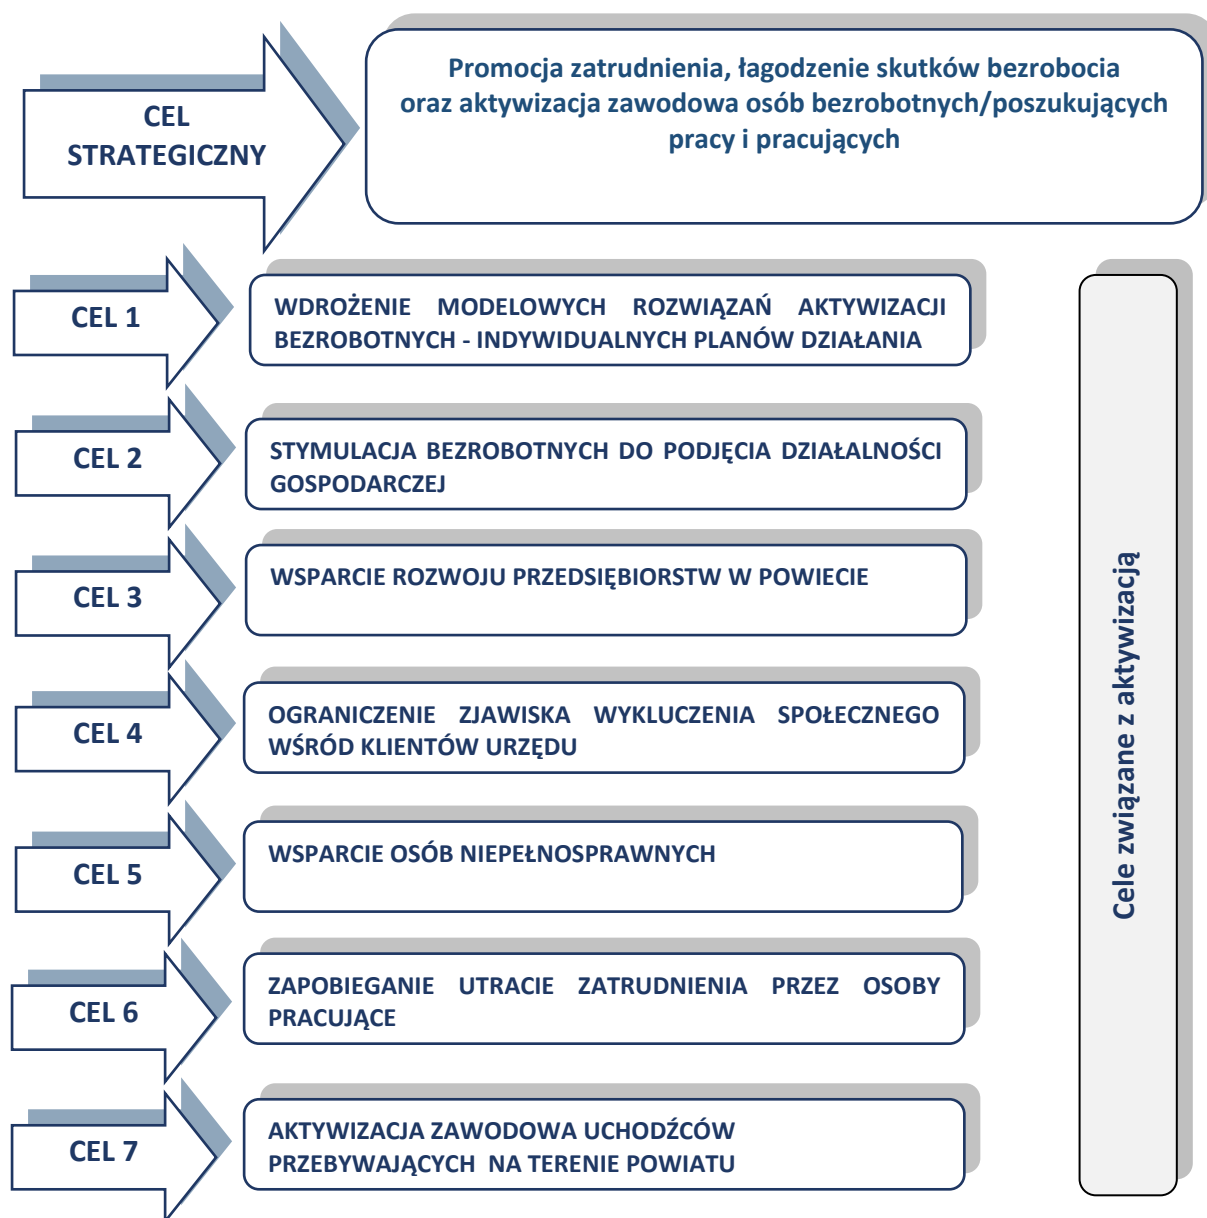 CEL
STRATEGICZNY
Promocja zatrudnienia, łagodzenie skutków bezrobocia
oraz aktywizacja zawodowa osób bezrobotnych/poszukujących
pracy i pracujących
CEL 1
WDROŻENIE MODELOWYCH ROZWIĄZAŃ AKTYWIZACJI
BEZROBOTNYCH - INDYWIDUALNYCH PLANÓW DZIAŁANIA
CEL 2
STYMULACJA BEZROBOTNYCH DO PODJĘCIA DZIAŁALNOŚCI
GOSPODARCZEJ
CEL 3
WSPARCIE ROZWOJU PRZEDSIĘBIORSTW W POWIECIE
CEL 4
OGRANICZENIE ZJAWISKA WYKLUCZENIA SPOŁECZNEGO
WŚRÓD KLIENTÓW URZĘDU
CEL 5
WSPARCIE OSÓB NIEPEŁNOSPRAWNYCH
CEL 6
ZAPOBIEGANIE UTRACIE ZATRUDNIENIA PRZEZ OSOBY
PRACUJĄCE
CEL 7
AKTYWIZACJA ZAWODOWA UCHODŹCÓW
PRZEBYWAJĄCYCH NA TERENIE POWIATU
Cele związane z aktywizacją